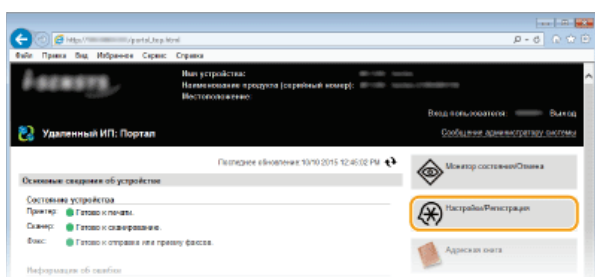 http://
/portal_top.html
Файл Правка Вид Избранное Сервис Справка
Имя устройства:
Наименование продукта (серийный номер):
Местоположение:
Вход пользователя:
Выход
Удаленный ИП: Портал
Сообщение администратору системы
Последнее обновление: 10/10 2015 12:45:02 PM
Монитор состояния/Отмена
Основные сведения об устройстве
Состояние устройства
Принтер: Готово к печати.
Настройки/Регистрация
Сканер: Готово к сканированию.
Факс: Готово к отправке или приему факсов.
Адресная книга
Информация об ошибке